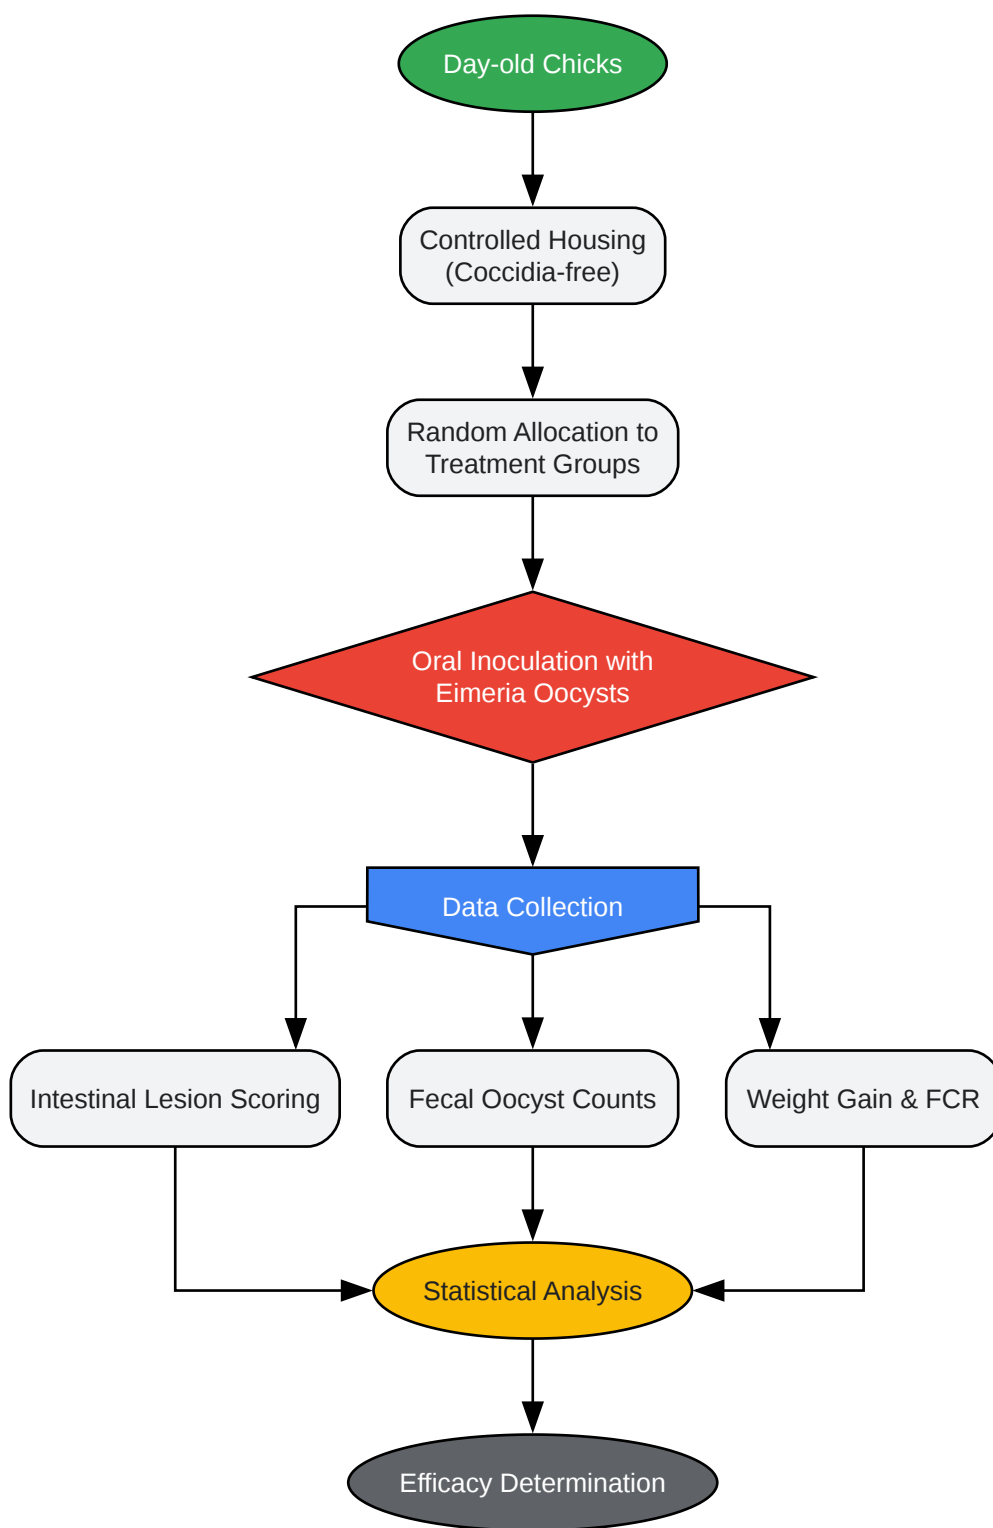 Day-old Chicks
Controlled Housing
(Coccidia-free)
Random Allocation to
Treatment Groups
Oral Inoculation with
Eimeria Oocysts
Data Collection
Intestinal Lesion Scoring
Fecal Oocyst Counts
Weight Gain & FCR
Statistical Analysis
Efficacy Determination